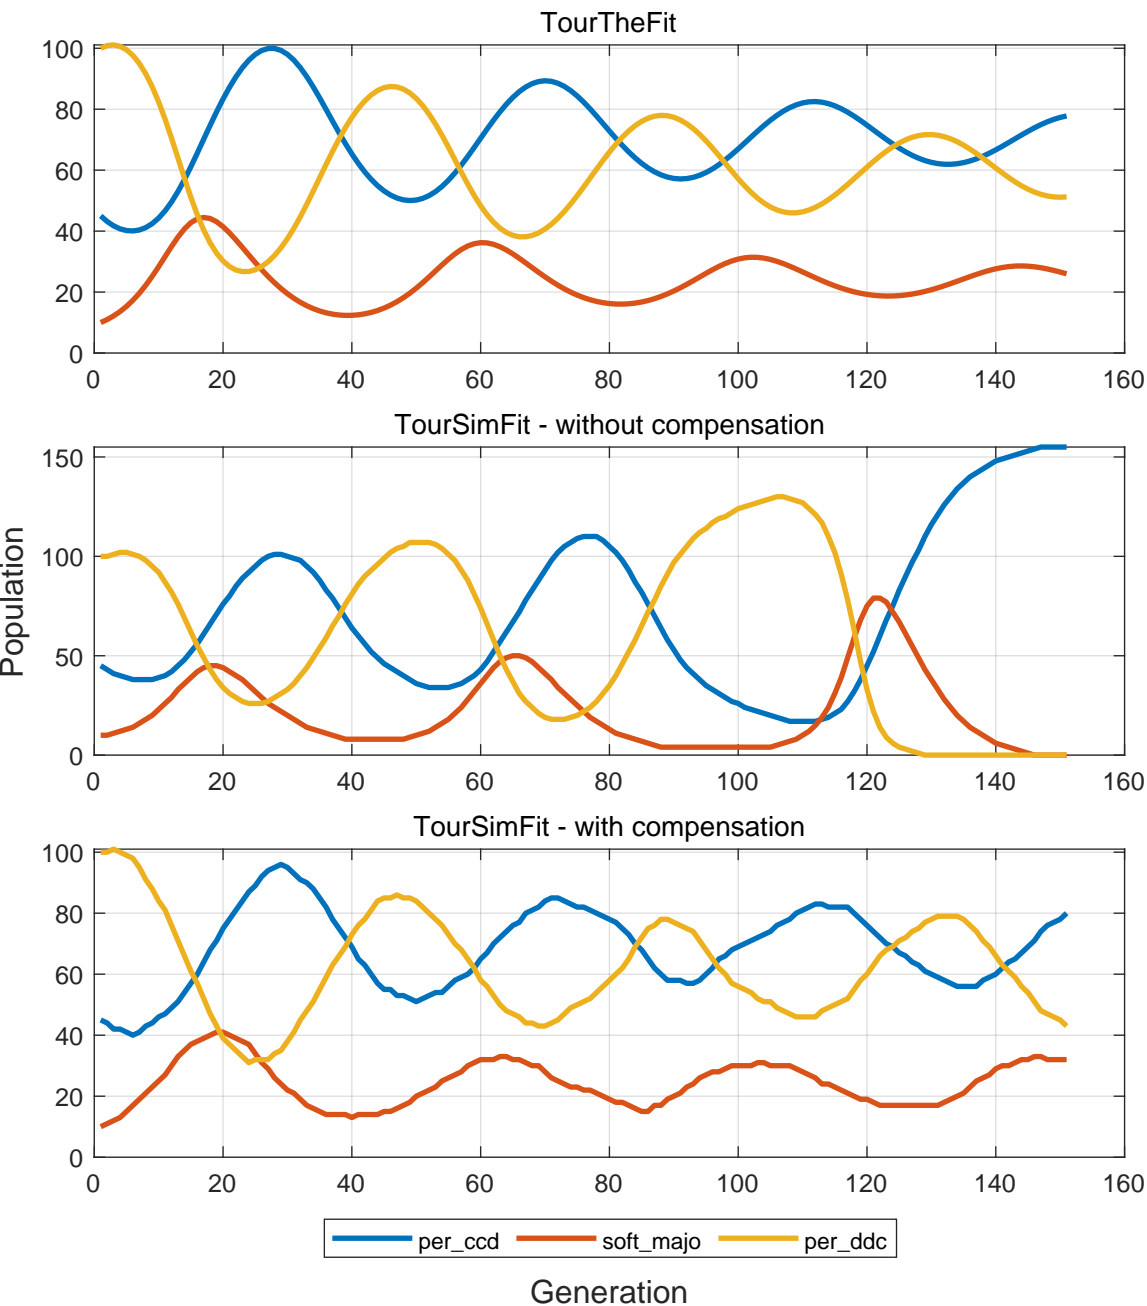 TourTheFit
100
80
60
40
20
0
0 20 40 60 80 100 120 140 160
TourSimFit - without compensation
150
100
50
0
0 20 40 60 80 100 120 140 160
Population
TourSimFit - with compensation
100
80
60
40
20
0
0 20 40 60 80 100 120 140 160
per_ccd soft_majo per_ddc
Generation